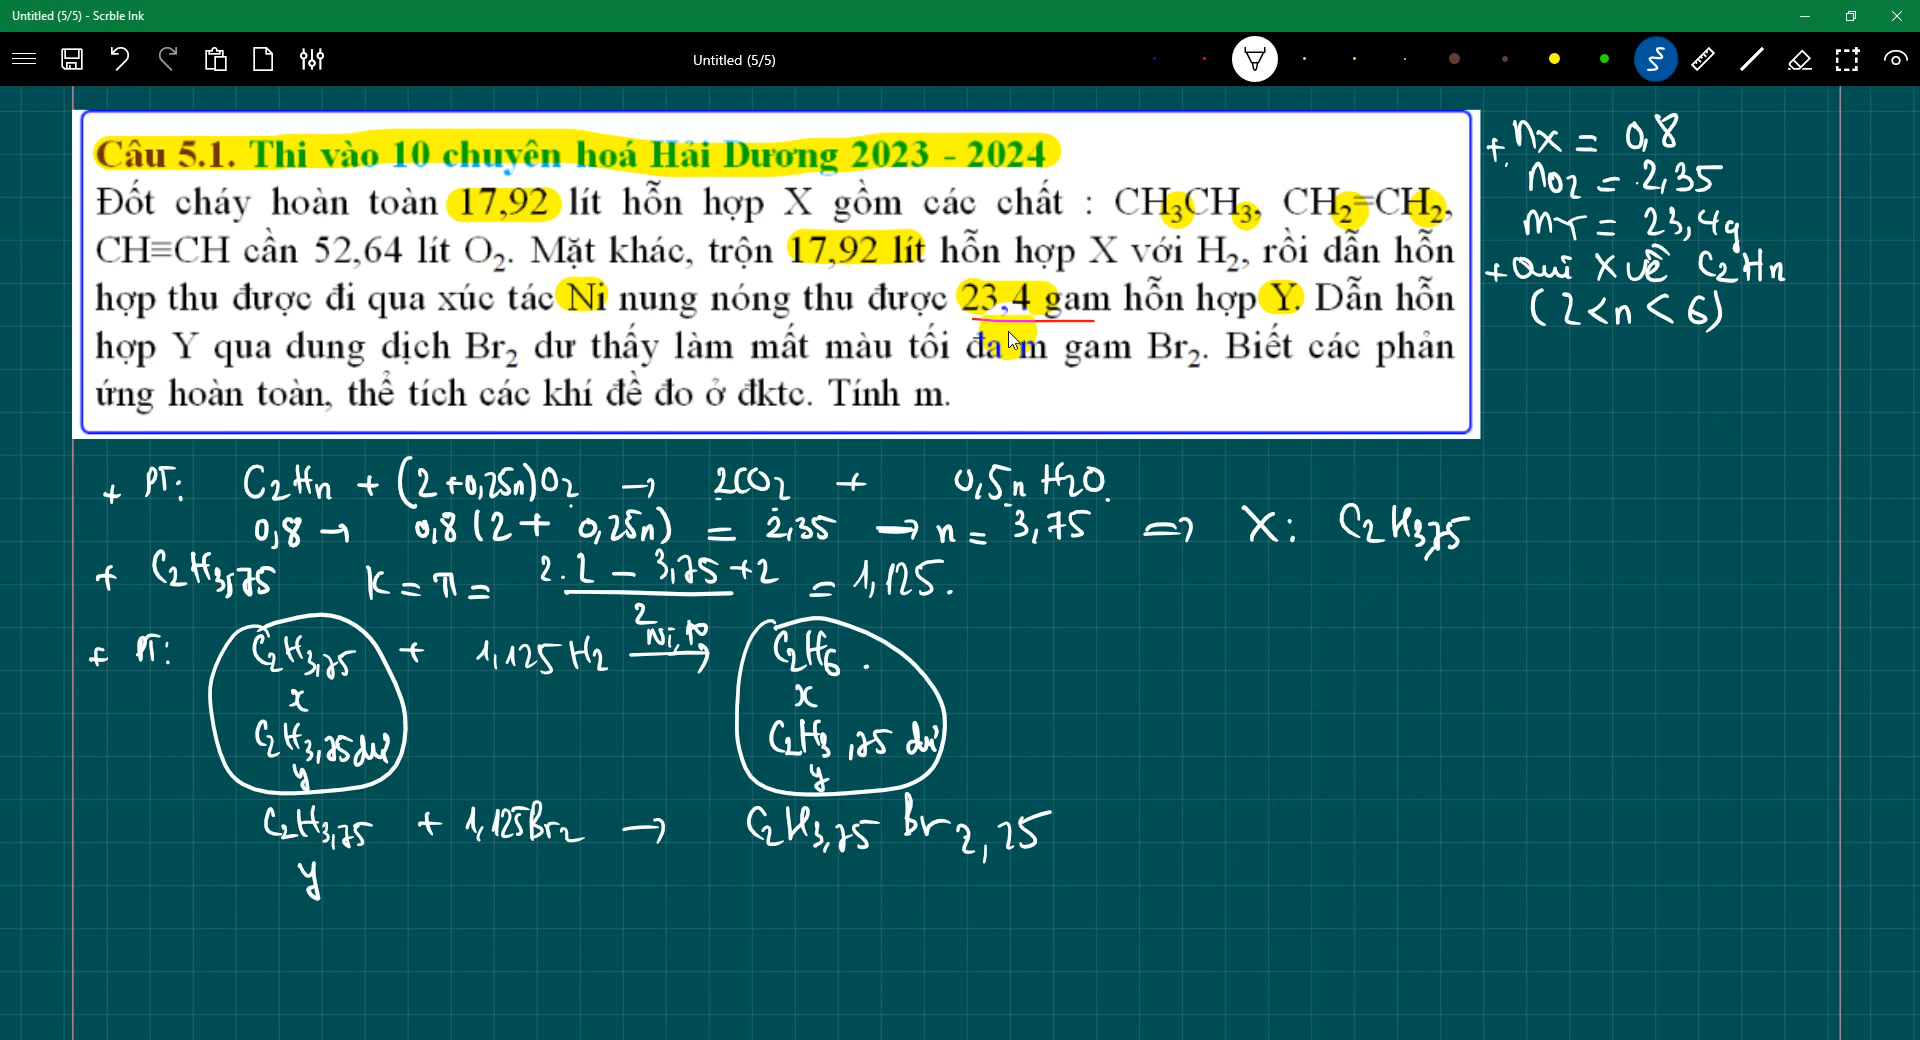 Untitled (5/5) - Scrble Ink
Untitled (5/5)
Câu 5.1. Thi vào 10 chuyên hoá Hải Dương 2023 - 2024
Đốt cháy hoàn toàn 17,92 lít hỗn hợp X gồm các chất : CH₃CH₃, CH₂=CH₂,
CH≡CH cần 52,64 lít O₂. Mặt khác, trộn 17,92 lít hỗn hợp X với H₂, rồi dẫn hỗn
hợp thu được đi qua xúc tác Ni nung nóng thu được 23,4 gam hỗn hợp Y. Dẫn hỗn
hợp Y qua dung dịch Br₂ dư thấy làm mất màu tối đa m gam Br₂. Biết các phản
ứng hoàn toàn, thể tích các khí đề đo ở đktc. Tính m.
+ nX = 0,8
nO2 = 2,35
mY = 23,4g
+ Qui X về C2Hn
(2 < n < 6)
+ PT: C2Hn + (2+0,25n)O2 → 2CO2 + 0,5n H2O.
0,8 → 0,8(2 + 0,25n) = 2,35 → n = 3,75 ⇒ X: C2H3,75
+ C2H3,75 K = π = (2.2 – 3,75 + 2)/2 = 1,125.
+ PT: C2H3,75 + 1,125H2 Ni, t° → C2H6.
x x
C2H3,75 dư C2H3,75 dư
y y
C2H3,75 + 1,125Br2 → C2H3,75 Br2,25
y